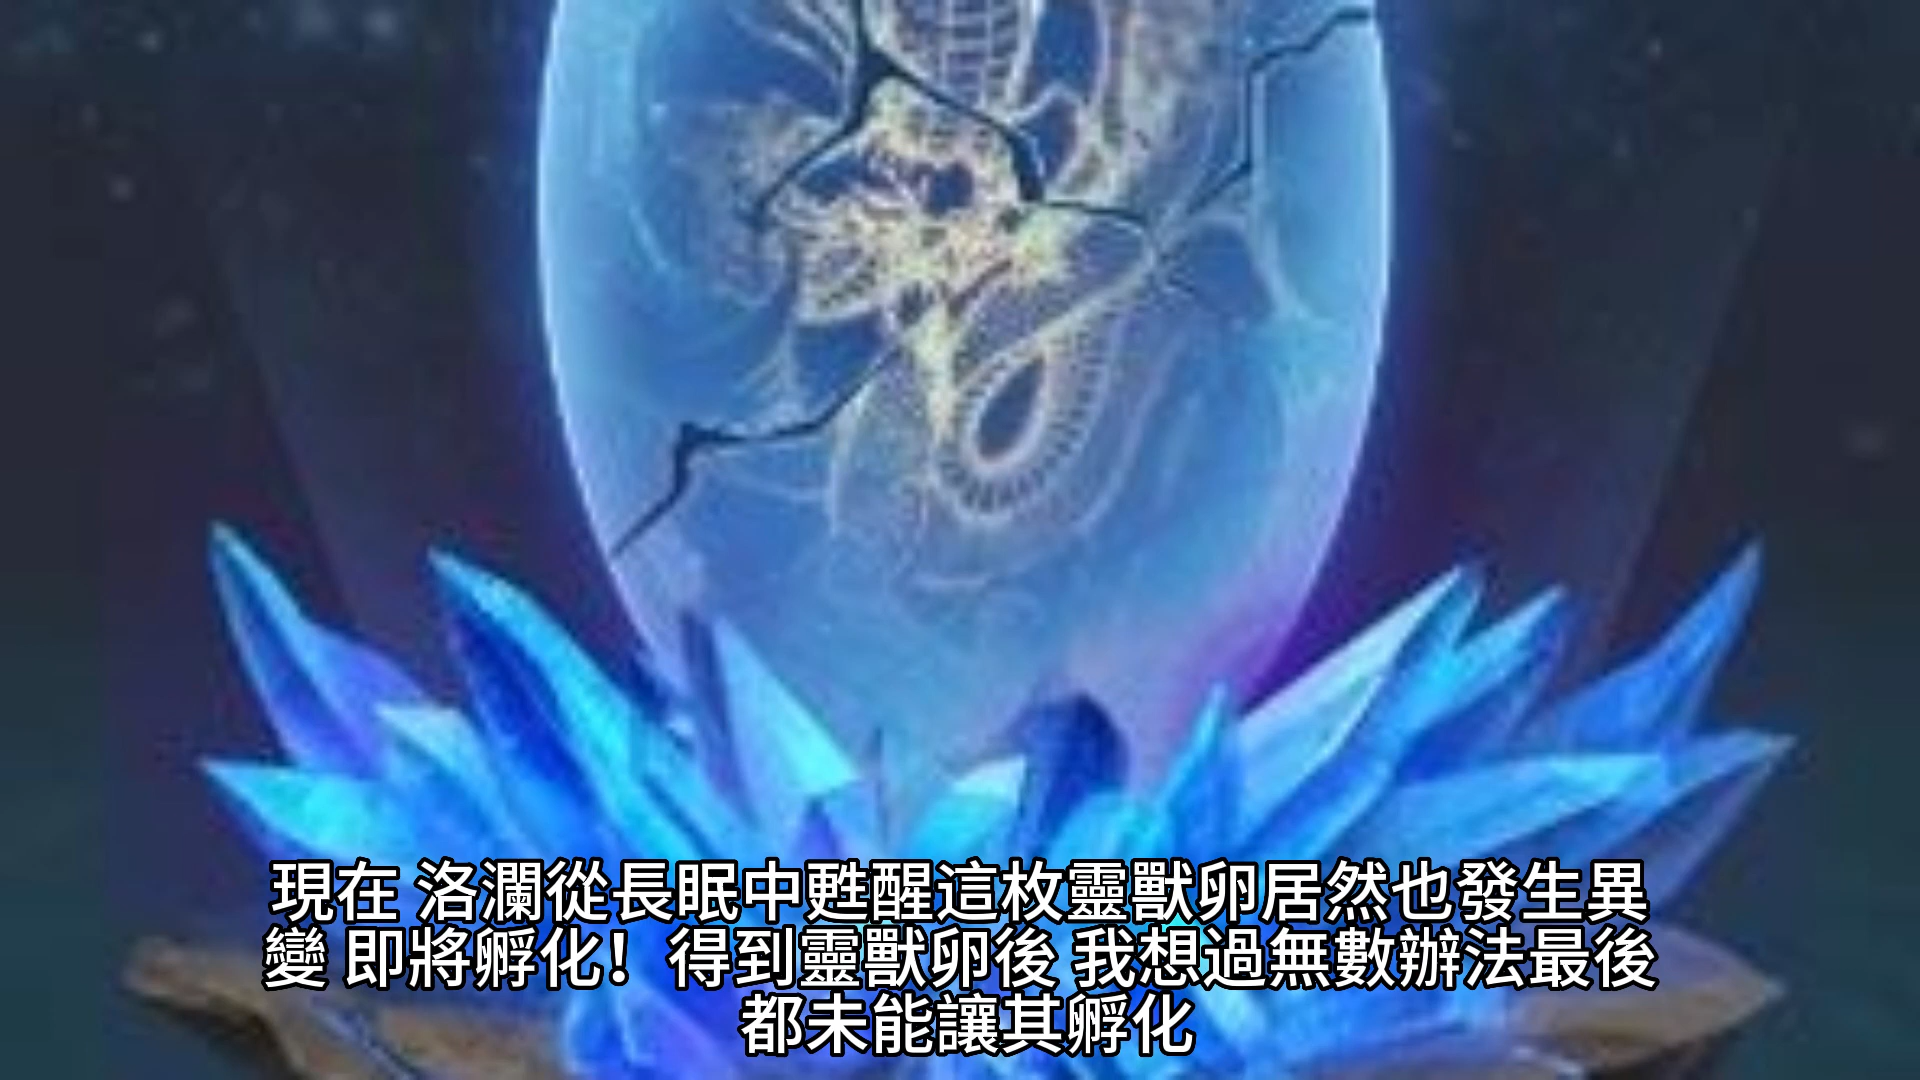 現在 洛瀾從長眠中甦醒這枚靈獸卵居然也發生異
變 即將孵化！得到靈獸卵後 我想過無數辦法最後
都未能讓其孵化